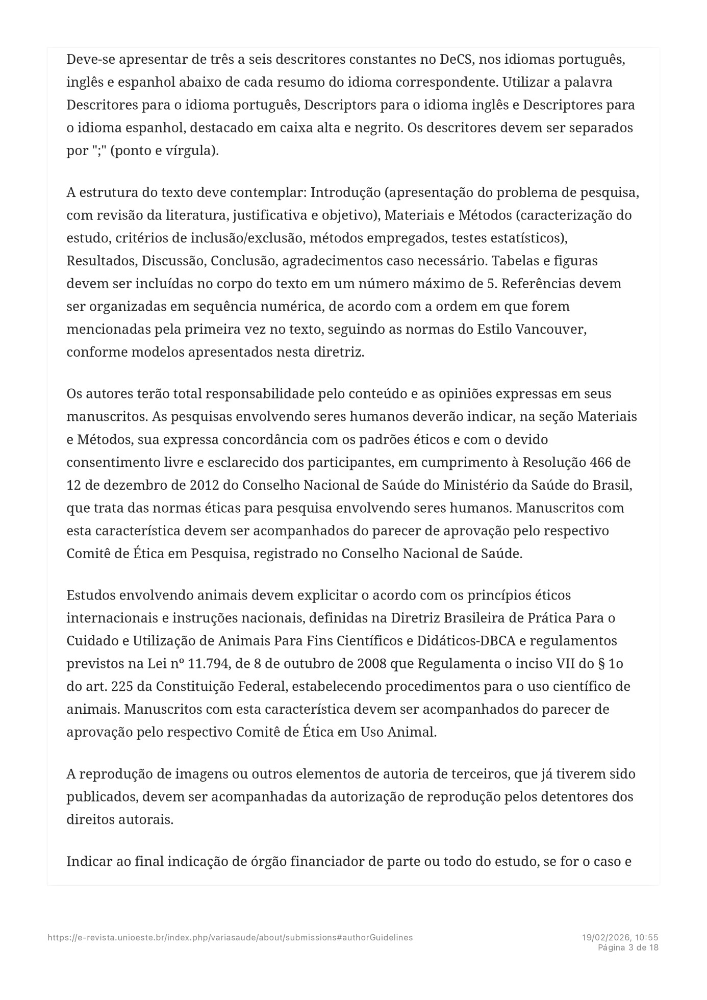 Deve-se apresentar de três a seis descritores constantes no DeCS, nos idiomas português,
inglês e espanhol abaixo de cada resumo do idioma correspondente. Utilizar a palavra
Descritores para o idioma português, Descriptors para o idioma inglês e Descriptores para
o idioma espanhol, destacado em caixa alta e negrito. Os descritores devem ser separados
por ";" (ponto e vírgula).
A estrutura do texto deve contemplar: Introdução (apresentação do problema de pesquisa,
com revisão da literatura, justificativa e objetivo), Materiais e Métodos (caracterização do
estudo, critérios de inclusão/exclusão, métodos empregados, testes estatísticos),
Resultados, Discussão, Conclusão, agradecimentos caso necessário. Tabelas e figuras
devem ser incluídas no corpo do texto em um número máximo de 5. Referências devem
ser organizadas em sequência numérica, de acordo com a ordem em que forem
mencionadas pela primeira vez no texto, seguindo as normas do Estilo Vancouver,
conforme modelos apresentados nesta diretriz.
Os autores terão total responsabilidade pelo conteúdo e as opiniões expressas em seus
manuscritos. As pesquisas envolvendo seres humanos deverão indicar, na seção Materiais
e Métodos, sua expressa concordância com os padrões éticos e com o devido
consentimento livre e esclarecido dos participantes, em cumprimento à Resolução 466 de
12 de dezembro de 2012 do Conselho Nacional de Saúde do Ministério da Saúde do Brasil,
que trata das normas éticas para pesquisa envolvendo seres humanos. Manuscritos com
esta característica devem ser acompanhados do parecer de aprovação pelo respectivo
Comitê de Ética em Pesquisa, registrado no Conselho Nacional de Saúde.
Estudos envolvendo animais devem explicitar o acordo com os princípios éticos
internacionais e instruções nacionais, definidas na Diretriz Brasileira de Prática Para o
Cuidado e Utilização de Animais Para Fins Científicos e Didáticos-DBCA e regulamentos
previstos na Lei nº 11.794, de 8 de outubro de 2008 que Regulamenta o inciso VII do § 1o
do art. 225 da Constituição Federal, estabelecendo procedimentos para o uso científico de
animais. Manuscritos com esta característica devem ser acompanhados do parecer de
aprovação pelo respectivo Comitê de Ética em Uso Animal.
A reprodução de imagens ou outros elementos de autoria de terceiros, que já tiverem sido
publicados, devem ser acompanhadas da autorização de reprodução pelos detentores dos
direitos autorais.
Indicar ao final indicação de órgão financiador de parte ou todo do estudo, se for o caso e
https://e-revista.unioeste.br/index.php/variasaude/about/submissions#authorGuidelines
19/02/2026, 10:55
Página 3 de 18